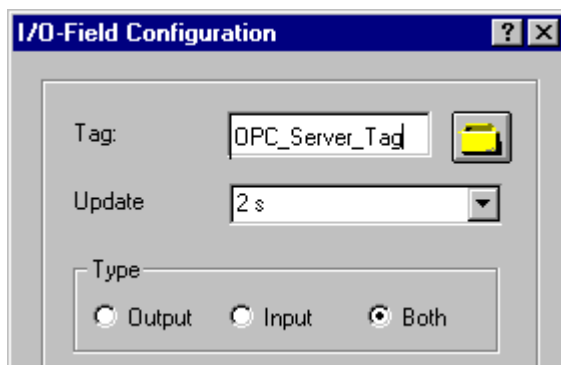 I/O-Field Configuration
Tag: OPC_Server_Tag
Update 2 s
Type
Output Input Both